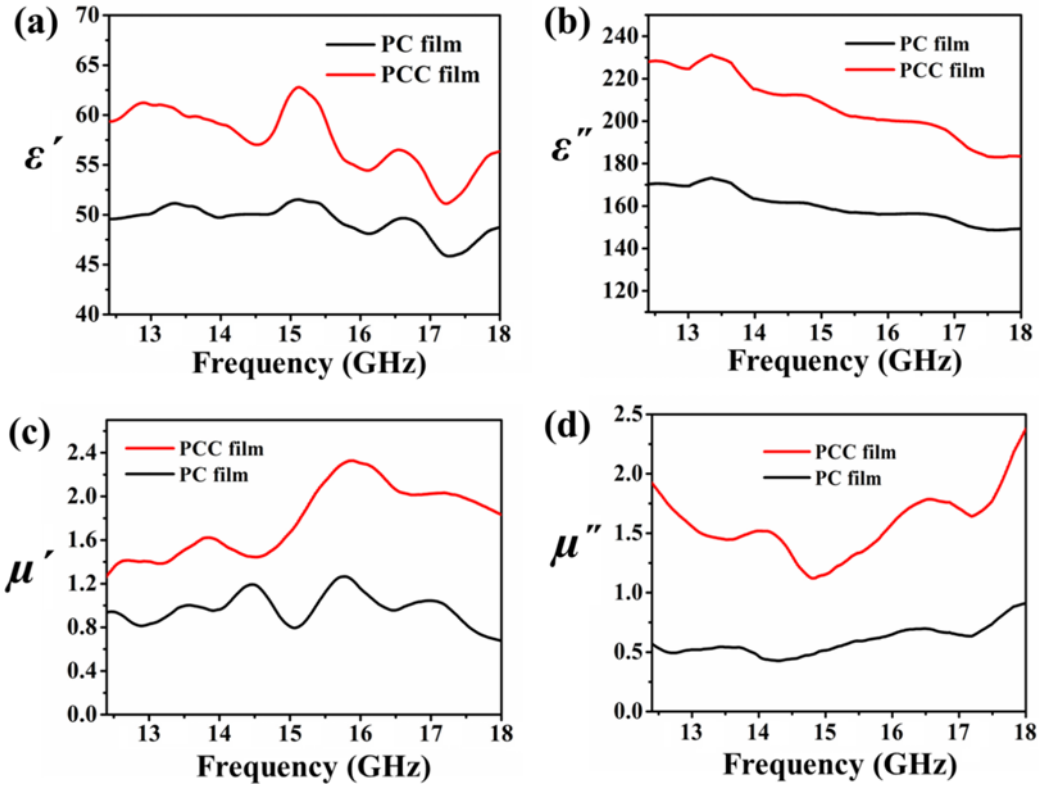 (a)
70
65
60
55
50
45
40
ε′
PC film
PCC film
13 14 15 16 17 18
Frequency (GHz)
(b)
240
220
200
180
160
140
120
ε″
PC film
PCC film
13 14 15 16 17 18
Frequency (GHz)
(c)
2.4
2.0
1.6
1.2
0.8
0.4
0.0
μ′
PCC film
PC film
13 14 15 16 17 18
Frequency (GHz)
(d)
2.5
2.0
1.5
1.0
0.5
0.0
μ″
PCC film
PC film
13 14 15 16 17 18
Frequency (GHz)